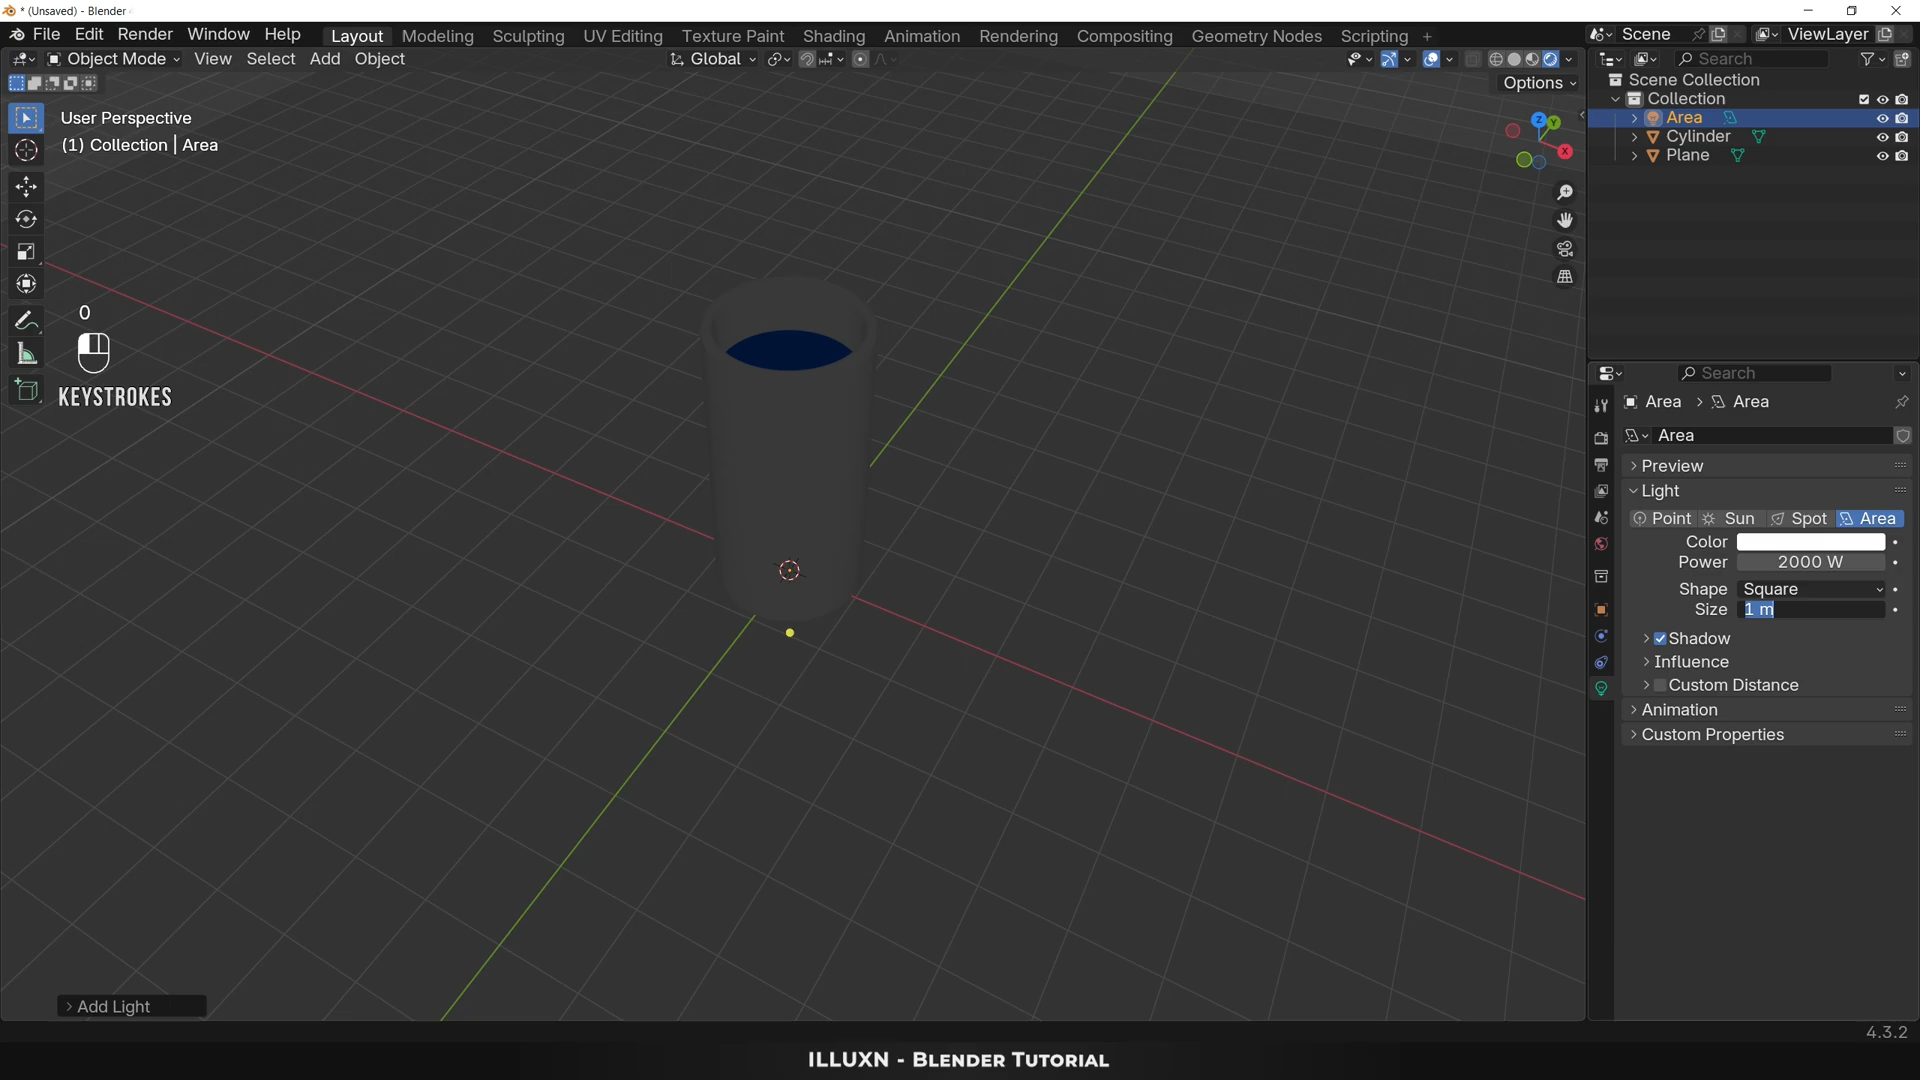 * (Unsaved) - Blender
File Edit Render Window Help Layout Modeling Sculpting UV Editing Texture Paint Shading Animation Rendering Compositing Geometry Nodes Scripting + Scene ViewLayer
Object Mode View Select Add Object Global Search
Options
Scene Collection
Collection
Area
Cylinder
Plane
User Perspective
(1) Collection | Area
Z
Y
X
0
KEYSTROKES
Search
Area > Area
Area
Preview
Light
Point Sun Spot Area
Color
Power 2000 W
Shape Square
Size 1 m
Shadow
Influence
Custom Distance
Animation
Custom Properties
> Add Light
4.3.2
ILLUXN - BLENDER TUTORIAL